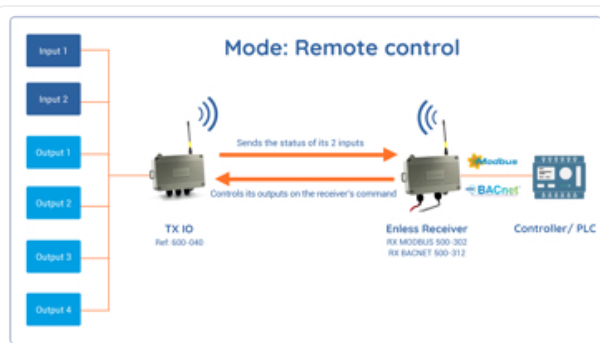 Mode: Remote control
Input 1
Input 2
Output 1
Output 2
Output 3
Output 4
Sends the status of its 2 inputs
Controls its outputs on the receiver's command
TX IO
Ref: 600-040
Enless Receiver
RX MODBUS 500-302
RX BACNET 500-312
Modbus
BACnet
Controller/ PLC